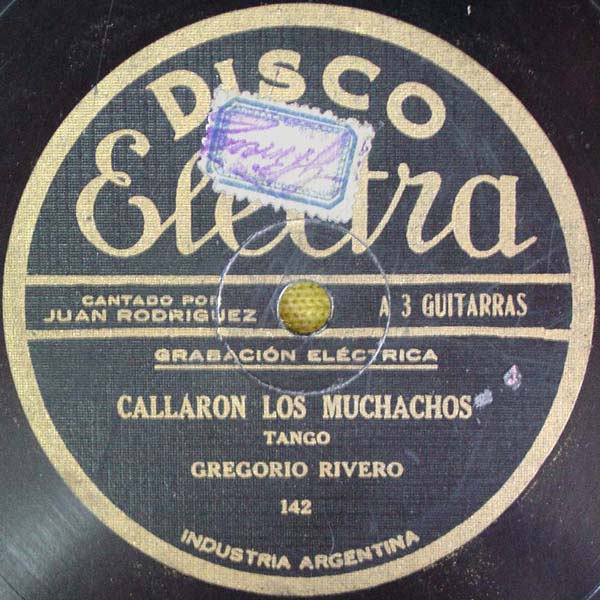 DISCO
Electra
CANTADO POR
JUAN RODRIGUEZ
A 3 GUITARRAS
GRABACIÓN ELÉCTRICA
CALLARON LOS MUCHACHOS
TANGO
GREGORIO RIVERO
142
INDUSTRIA ARGENTINA